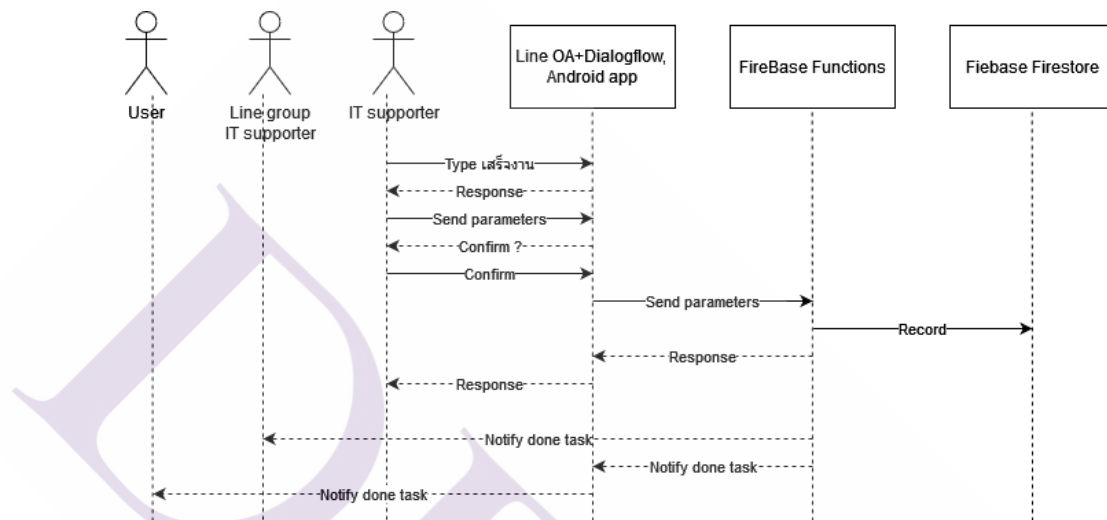 User
Line group
IT supporter
IT supporter
Line OA+Dialogflow,
Android app
FireBase Functions
Fiebase Firestore
Type เสร็จงาน
Response
Send parameters
Confirm ?
Confirm
Send parameters
Record
Response
Response
Notify done task
Notify done task
Notify done task